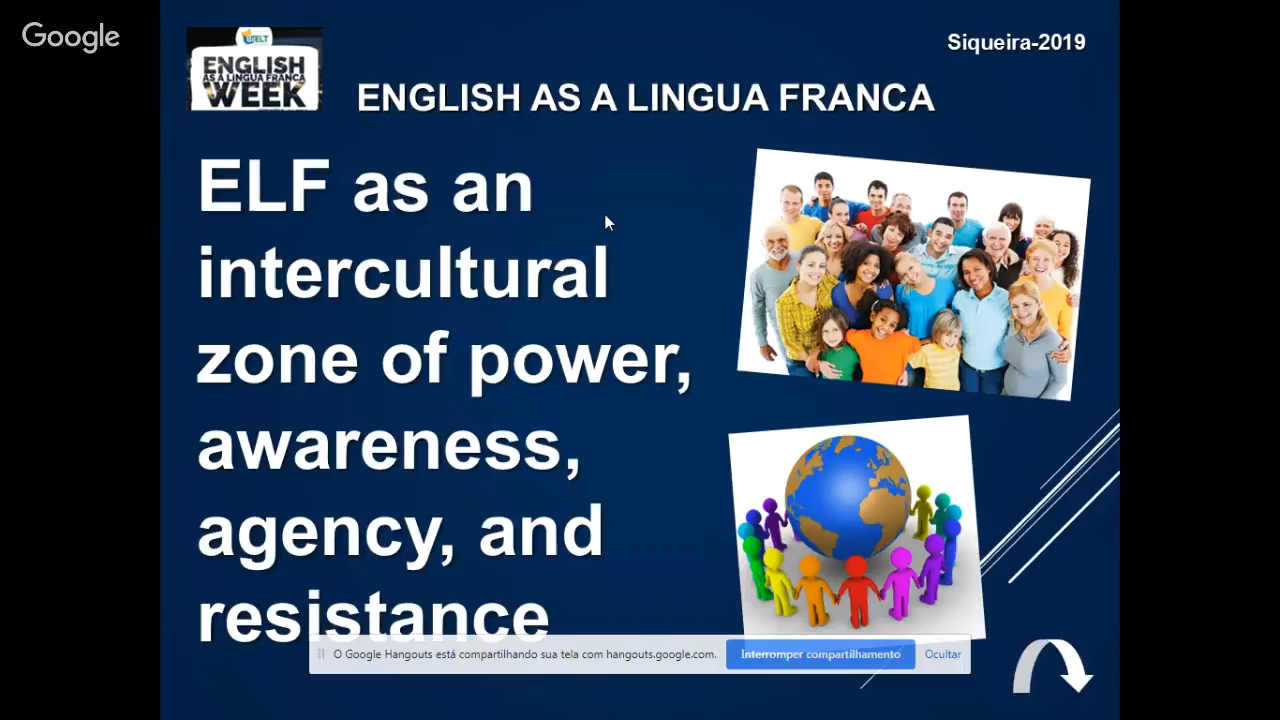 Google
Siqueira-2019
ENGLISH
AS A LINGUA FRANCA
WEEK
ENGLISH AS A LINGUA FRANCA
ELF as an
intercultural
zone of power,
awareness,
agency, and
resistance
O Google Hangouts está compartilhando sua tela com hangouts.google.com. Interromper compartilhamento Ocultar